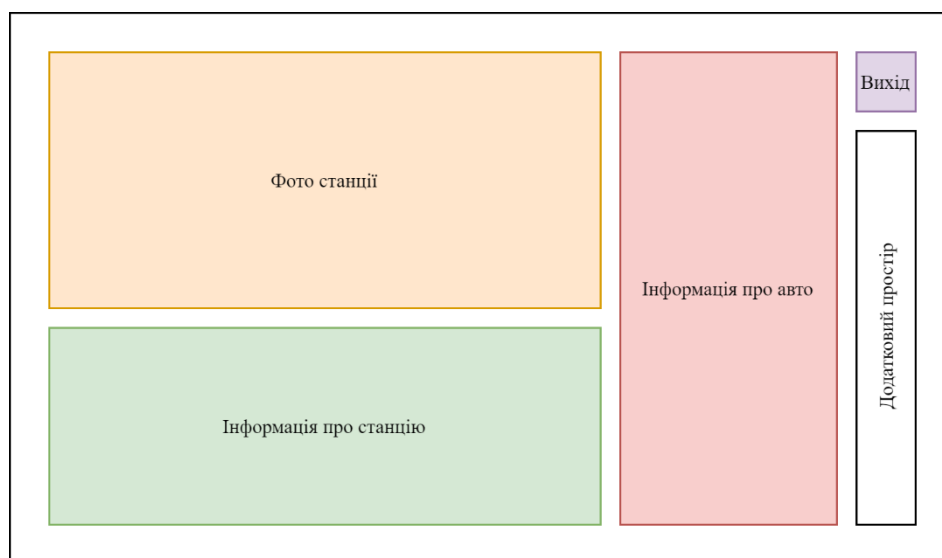 Фото станції
Інформація про станцію
Інформація про авто
Вихід
Додатковий простір